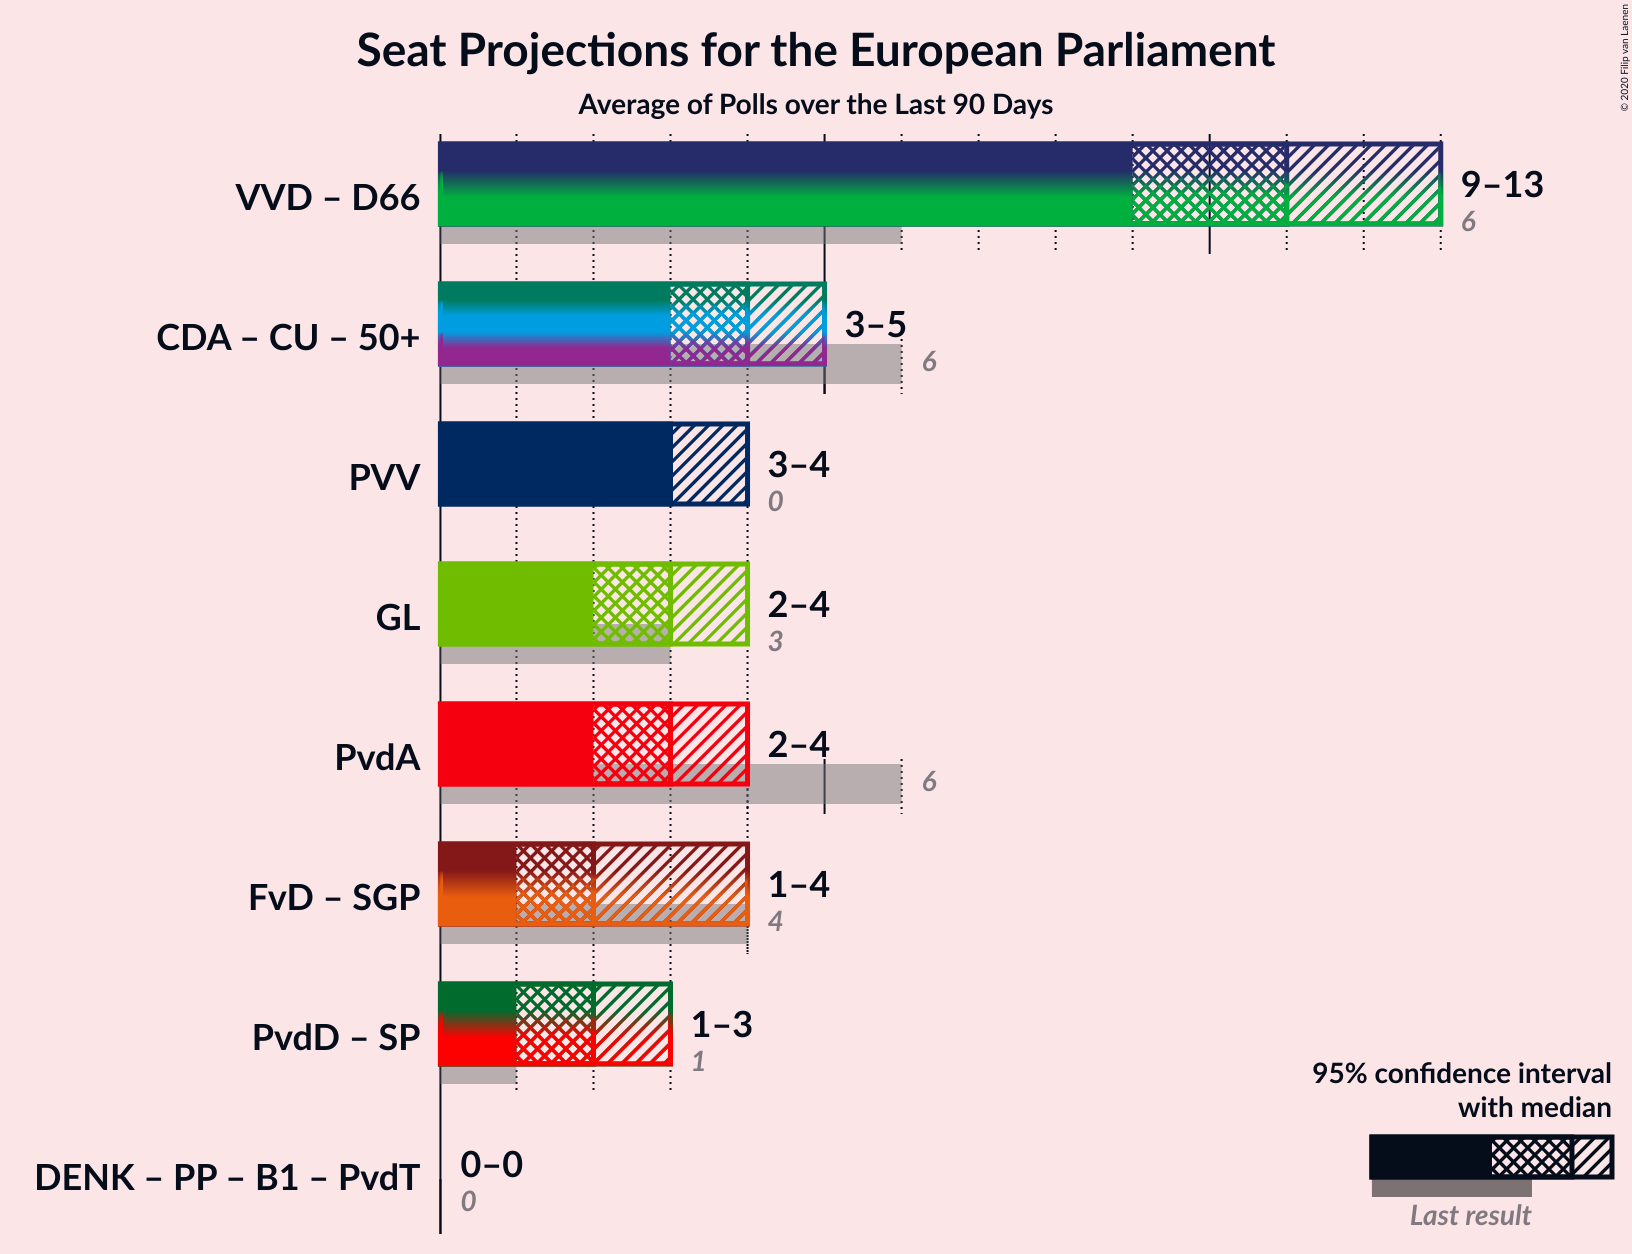 Seat Projections for the European Parliament
Average of Polls over the Last 90 Days
© 2020 Filip van Laenen
VVD – D66
9–13
6
CDA – CU – 50+
3–5
6
PVV
3–4
0
GL
2–4
3
PvdA
2–4
6
FvD – SGP
1–4
4
PvdD – SP
1–3
1
DENK – PP – B1 – PvdT
0–0
0
95% confidence interval
with median
Last result